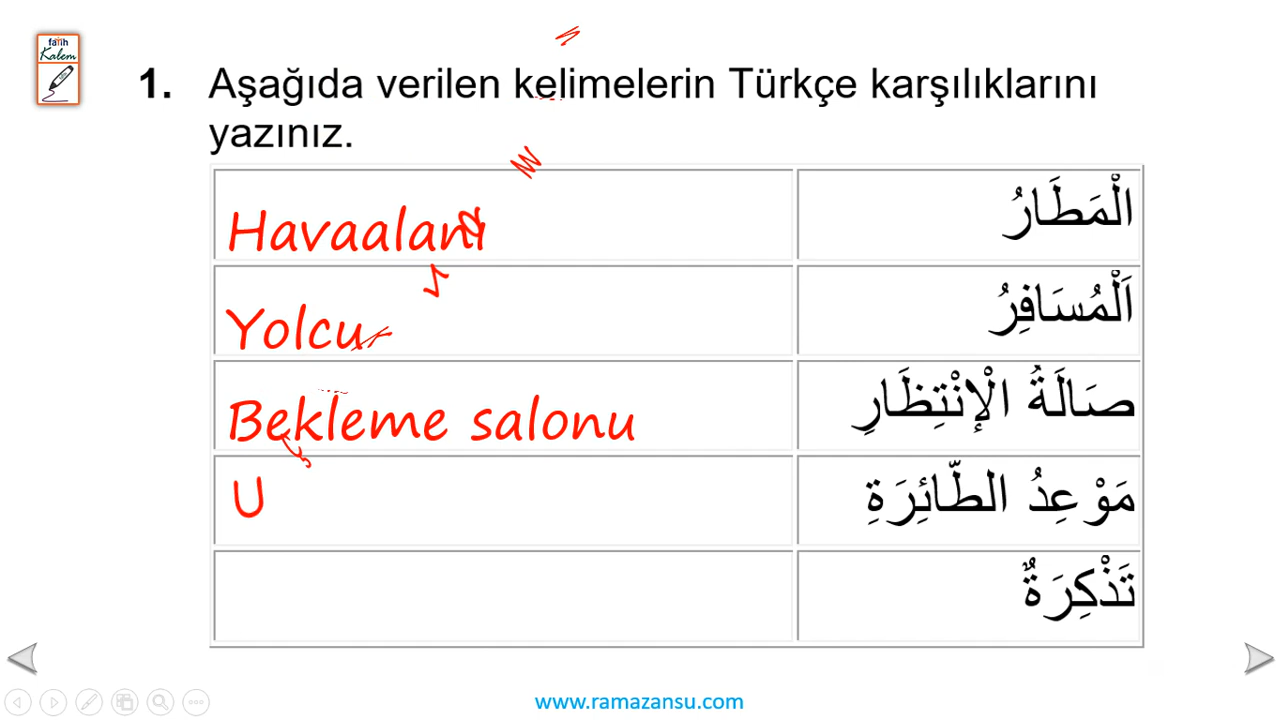 fatih
Kalem
1. Aşağıda verilen kelimelerin Türkçe karşılıklarını
yazınız.
Havaalanı
الْمَطَارُ
Yolcu
اَلْمُسَافِرُ
Bekleme salonu
صَالَةُ الْإِنْتِظَارِ
U
مَوْعِدُ الطَّائِرَةِ
تَذْكِرَةٌ
www.ramazansu.com